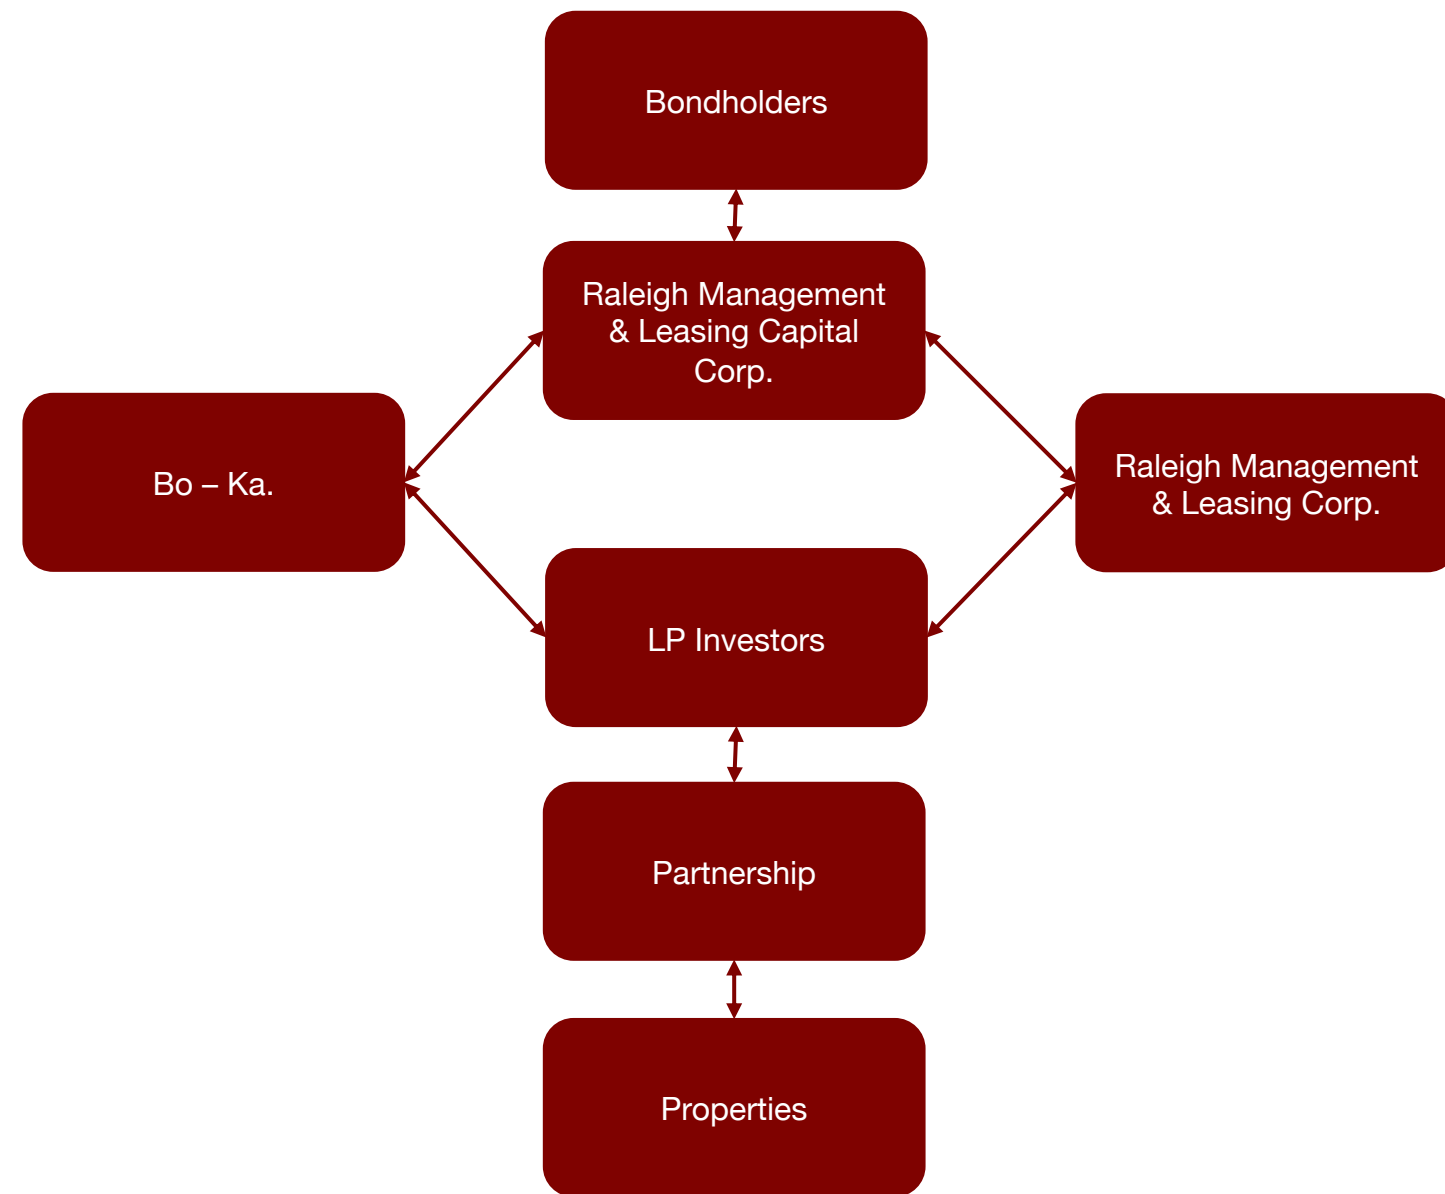 Bondholders
Raleigh Management
& Leasing Capital
Corp.
Bo – Ka.
Raleigh Management
& Leasing Corp.
LP Investors
Partnership
Properties